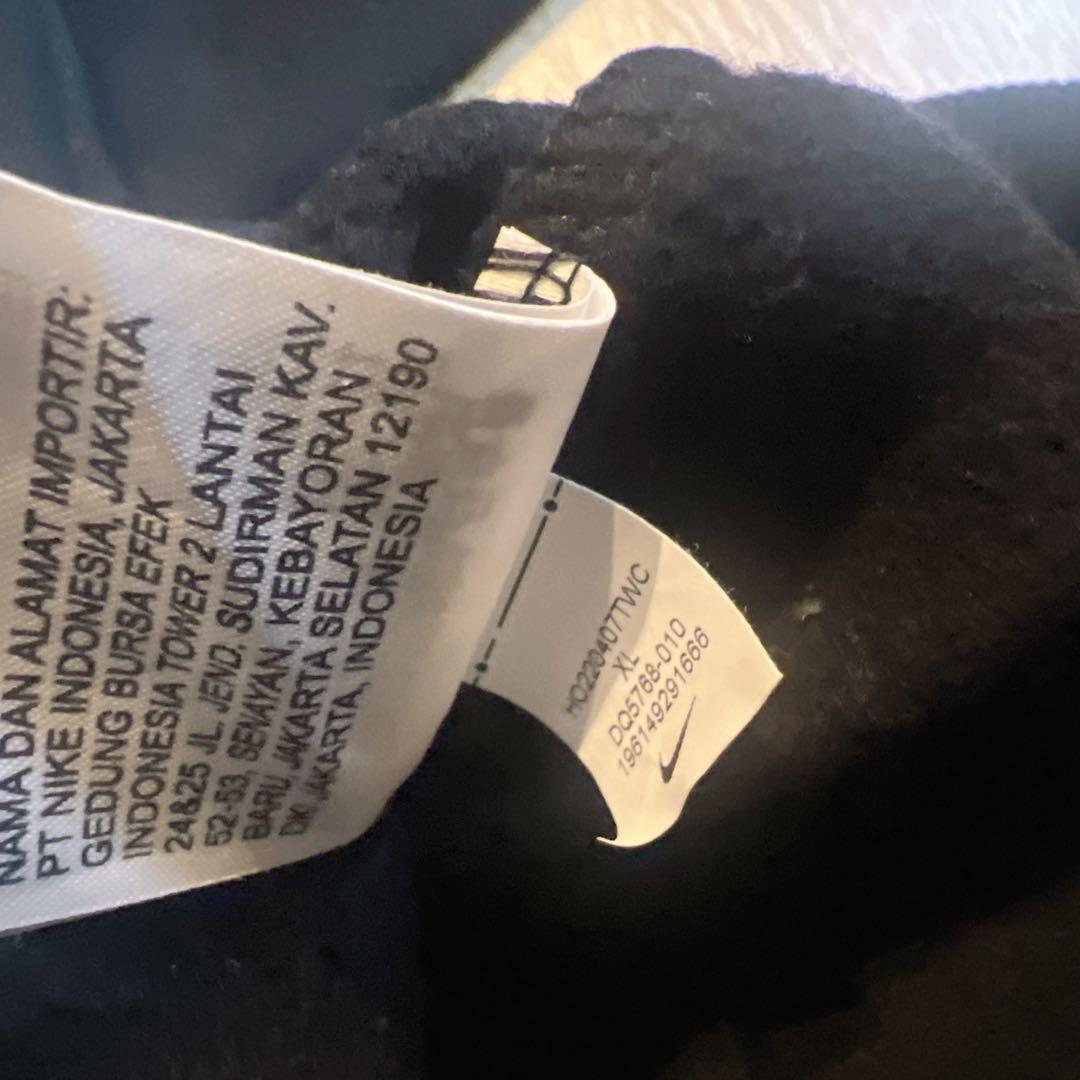 NAMA DAN ALAMAT IMPORTIR:
PT NIKE INDONESIA, JAKARTA
GEDUNG BURSA EFEK
INDONESIA TOWER 2 LANTAI
24&25 JL. JEND. SUDIRMAN KAV.
52-53, SENAYAN, KEBAYORAN
BARU, JAKARTA SELATAN 12190
DKI JAKARTA, INDONESIA
HO220407TWC
XL
DQ5768-010
196149291666